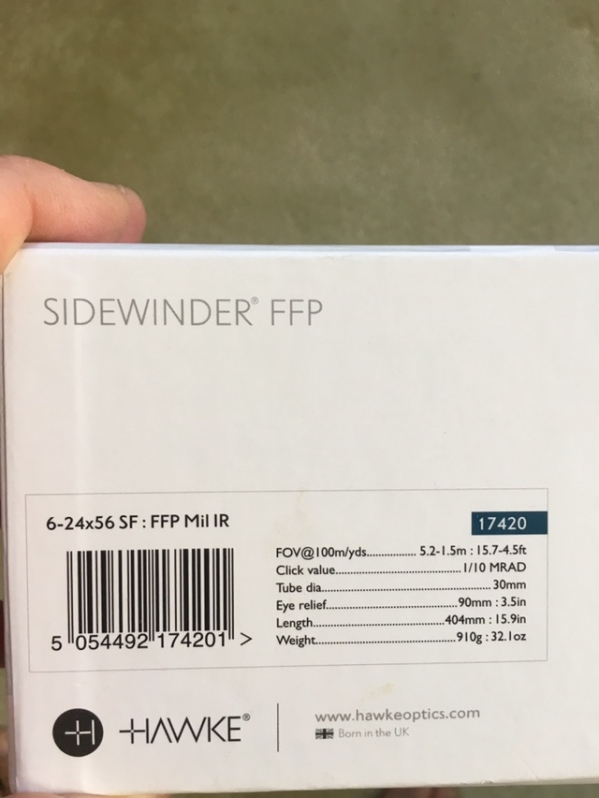 SIDEWINDER® FFP
6-24x56 SF : FFP Mil IR
17420
FOV@100m/yds................ 5.2-1.5m : 15.7-4.5ft
Click value.............................. 1/10 MRAD
Tube dia........................................30mm
Eye relief...............................90mm : 3.5in
Length.............................404mm : 15.9in
Weight................................910g : 32.1oz
5 054492 174201 >
HAWKE®
www.hawkeoptics.com
Born in the UK